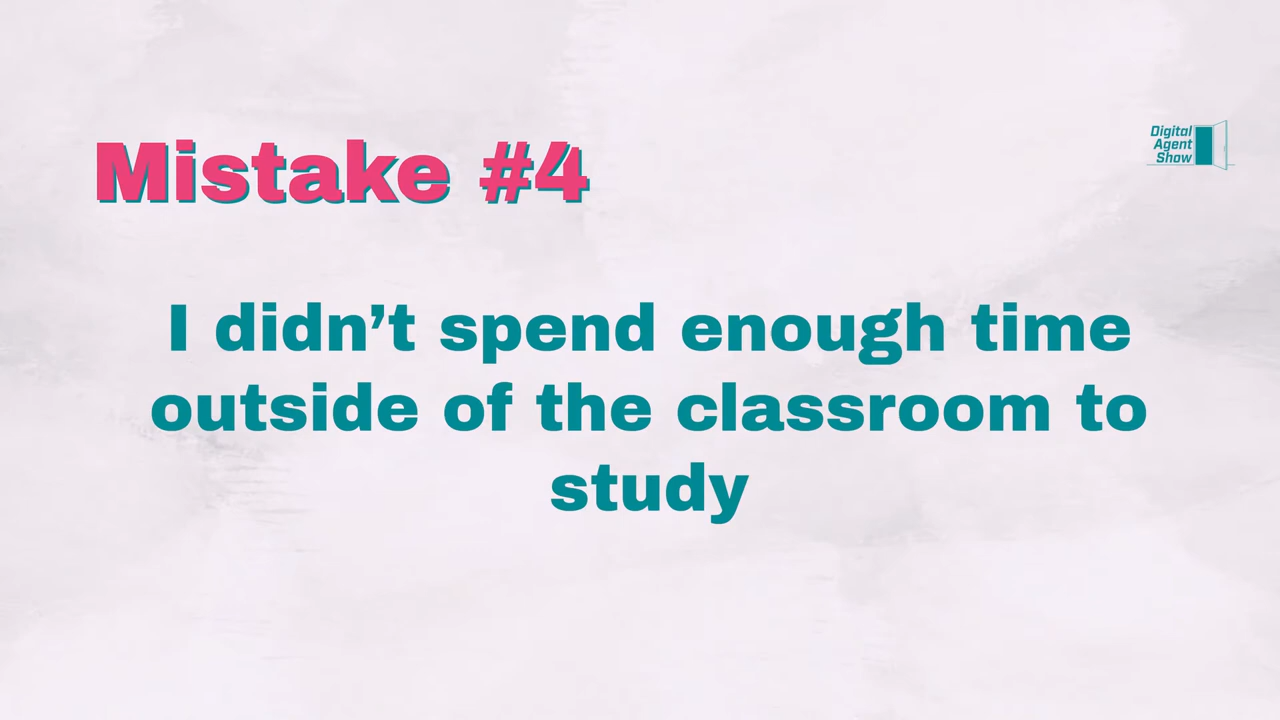 Mistake #4
Digital
Agent
Show
I didn’t spend enough time
outside of the classroom to
study